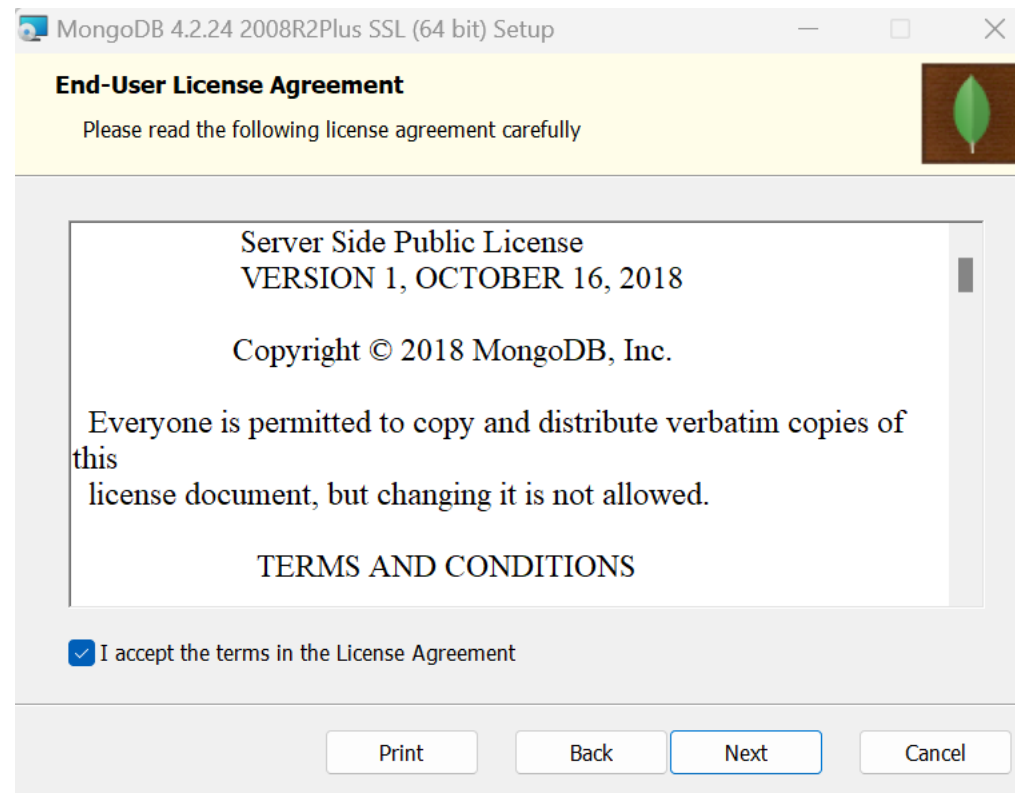 MongoDB 4.2.24 2008R2Plus SSL (64 bit) Setup
End-User License Agreement
Please read the following license agreement carefully
Server Side Public License
VERSION 1, OCTOBER 16, 2018
Copyright © 2018 MongoDB, Inc.
Everyone is permitted to copy and distribute verbatim copies of
this
license document, but changing it is not allowed.
TERMS AND CONDITIONS
I accept the terms in the License Agreement
Print Back Next Cancel